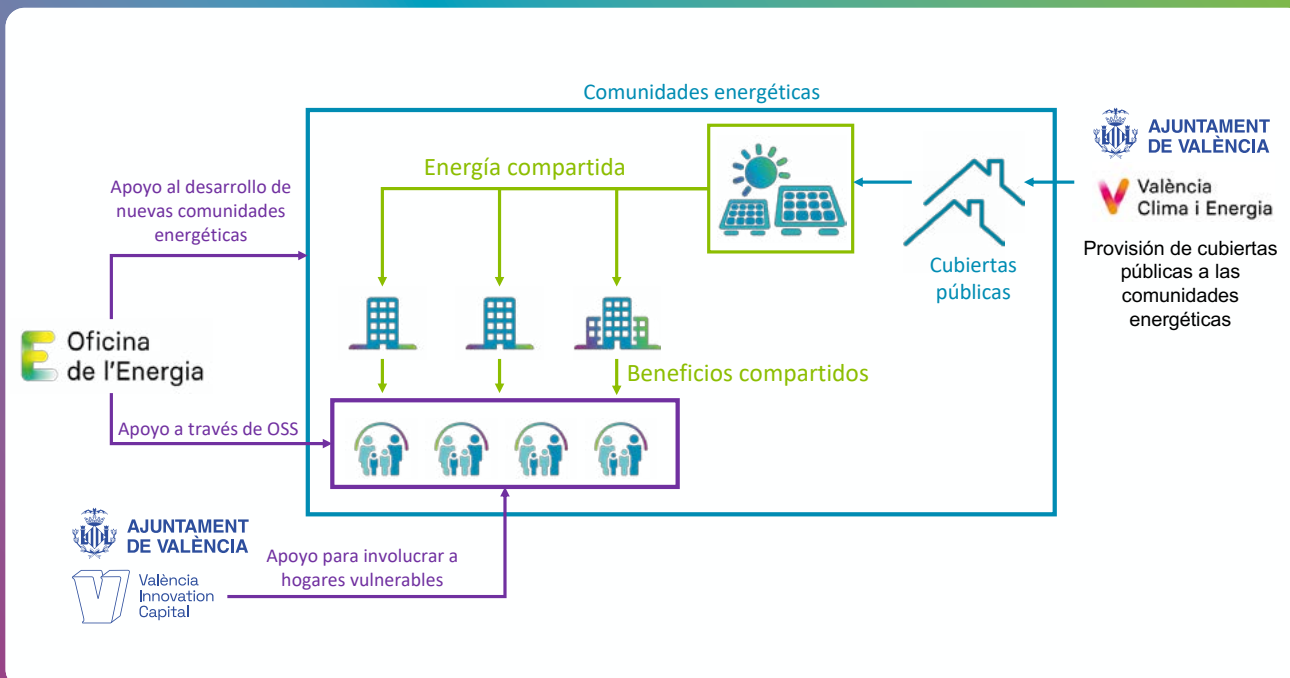 Comunidades energéticas
AJUNTAMENT
DE VALÈNCIA
Energía compartida
Apoyo al desarrollo de
nuevas comunidades
energéticas
València
Clima i Energia
Provisión de cubiertas
públicas a las
comunidades
energéticas
Cubiertas
públicas
Oficina
de l'Energia
Beneficios compartidos
Apoyo a través de OSS
AJUNTAMENT
DE VALÈNCIA
Apoyo para involucrar a
hogares vulnerables
València
Innovation
Capital